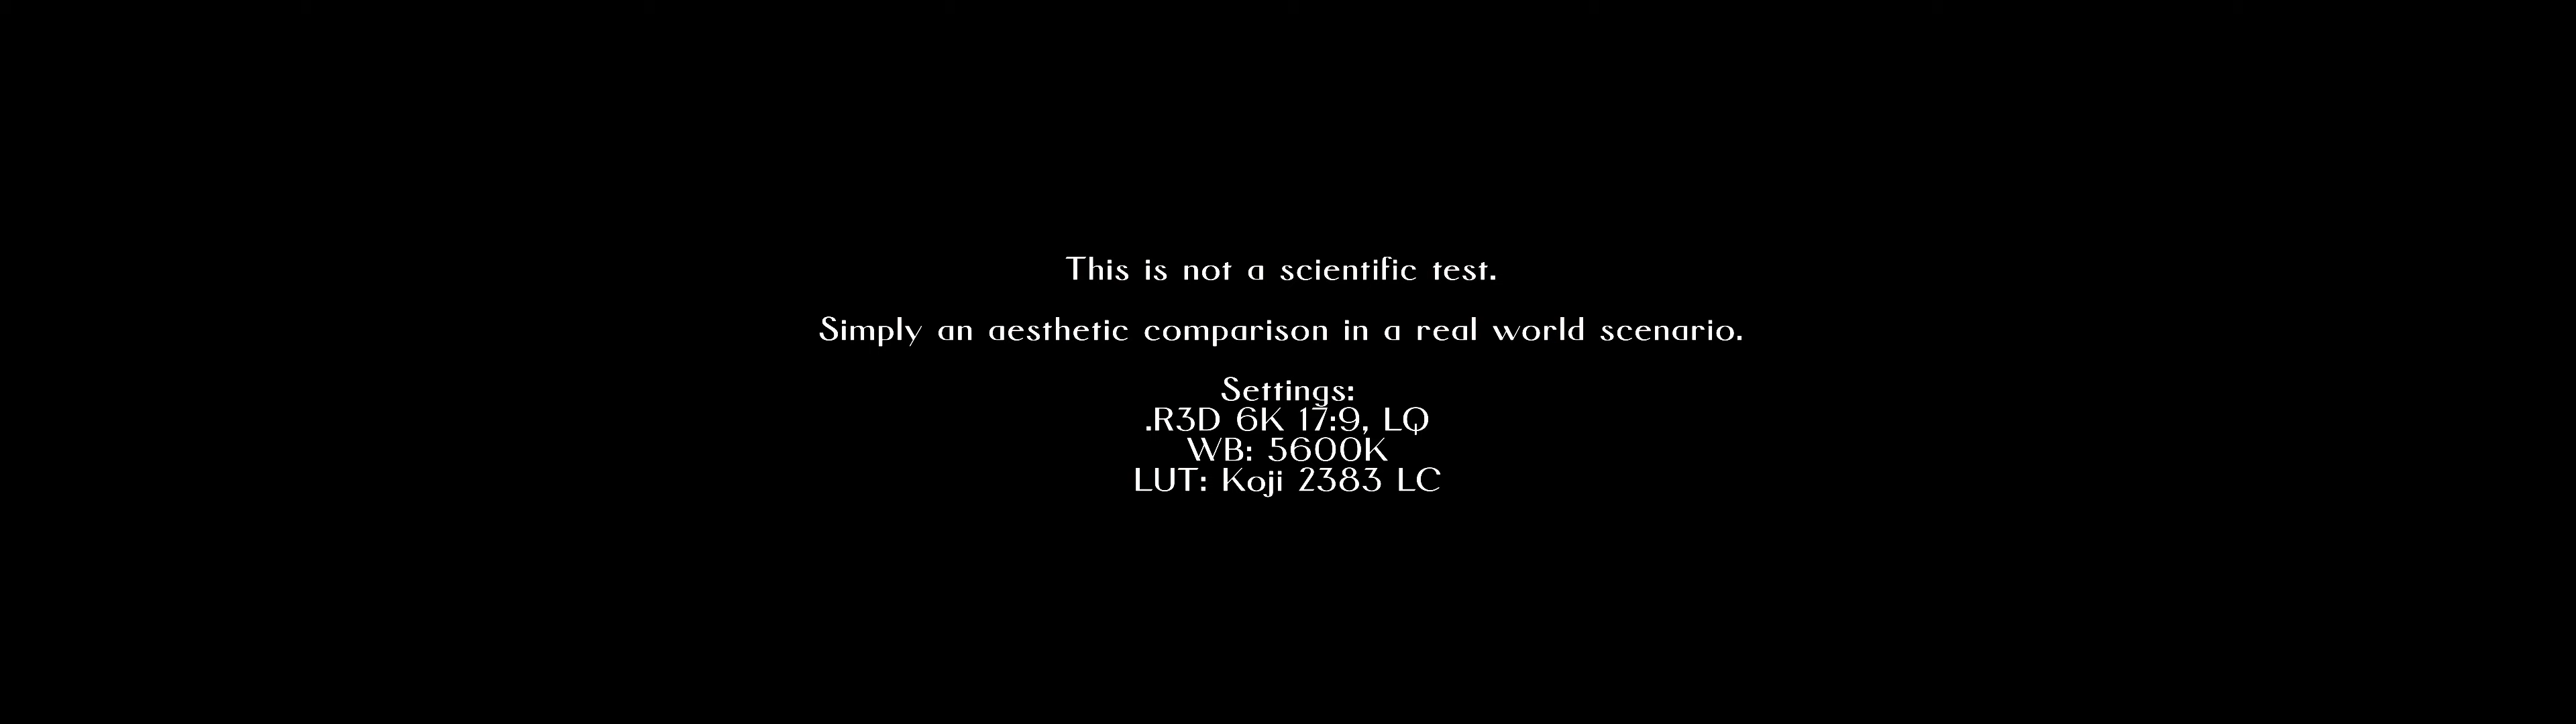 This is not a scientific test.
Simply an aesthetic comparison in a real world scenario.
Settings:
.R3D 6K 17:9, LQ
WB: 5600K
LUT: Koji 2383 LC